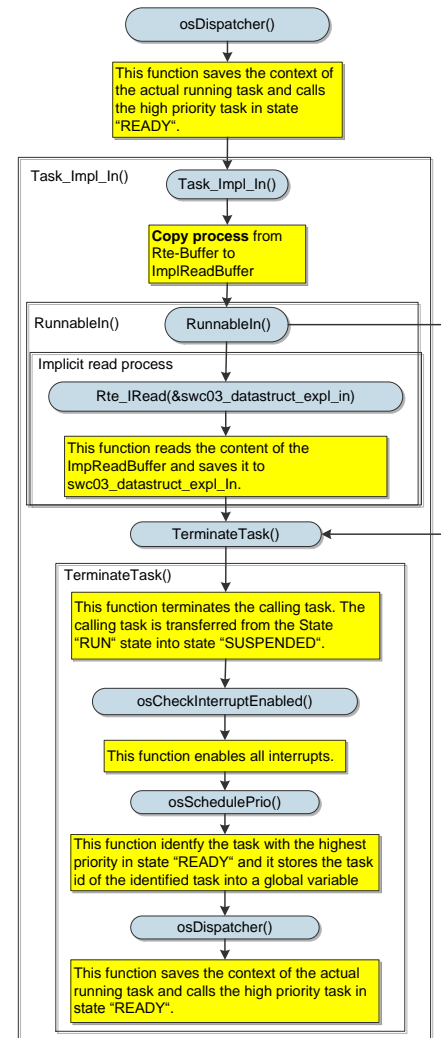 osDispatcher()
This function saves the context of
the actual running task and calls
the high priority task in state
“READY“.
Task_Impl_In()
Task_Impl_In()
Copy process from
Rte-Buffer to
ImplReadBuffer
RunnableIn()
RunnableIn()
Implicit read process
Rte_IRead(&swc03_datastruct_expl_in)
This function reads the content of the
ImpReadBuffer and saves it to
swc03_datastruct_expl_In.
TerminateTask()
TerminateTask()
This function terminates the calling task. The
calling task is transferred from the State
“RUN“ state into state “SUSPENDED“.
osCheckInterruptEnabled()
This function enables all interrupts.
osSchedulePrio()
This function identfy the task with the highest
priority in state “READY“ and it stores the task
id of the identified task into a global variable
osDispatcher()
This function saves the context of the actual
running task and calls the high priority task in
state “READY“.